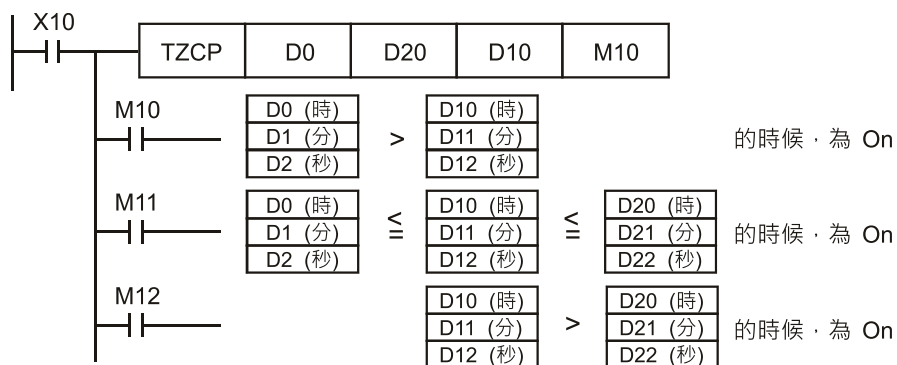 X10
TZCP D0 D20 D10 M10
M10
D0 (時) D10 (時)
D1 (分) > D11 (分) 的時候，為 On
D2 (秒) D12 (秒)
M11
D0 (時) D10 (時) D20 (時)
D1 (分) ≦ D11 (分) ≦ D21 (分) 的時候，為 On
D2 (秒) D12 (秒) D22 (秒)
M12
D10 (時) D20 (時)
D11 (分) > D21 (分) 的時候，為 On
D12 (秒) D22 (秒)